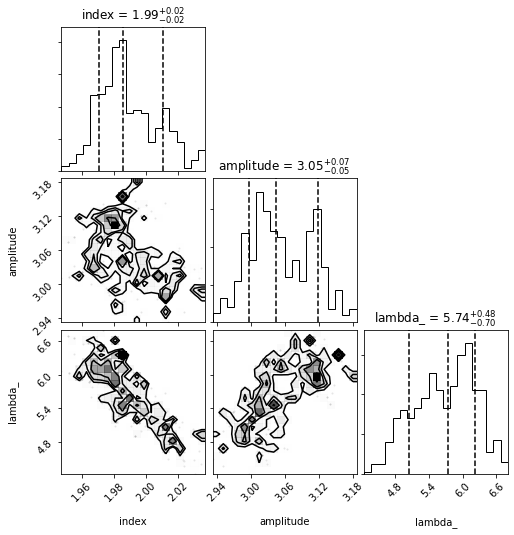 index = 1.99+0.02−0.02
amplitude = 3.05+0.07−0.05
lambda_ = 5.74+0.48−0.70
amplitude
3.18
3.12
3.06
3.00
2.94
lambda_
6.6
6.0
5.4
4.8
1.96 1.98 2.00 2.02
2.94 3.00 3.06 3.12 3.18
4.8 5.4 6.0 6.6
index
amplitude
lambda_